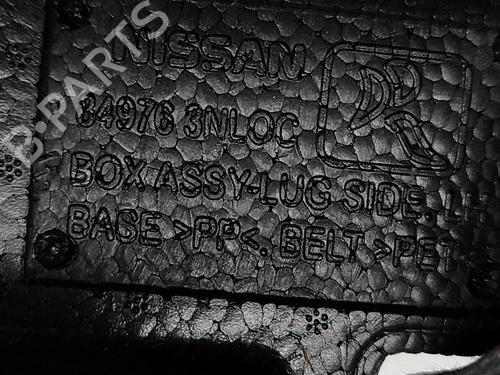 NISSAN
84976 3NL0C
BOX ASSY-LUG SIDE, LH
BASE >PP<, BELT >PET
B-PARTS